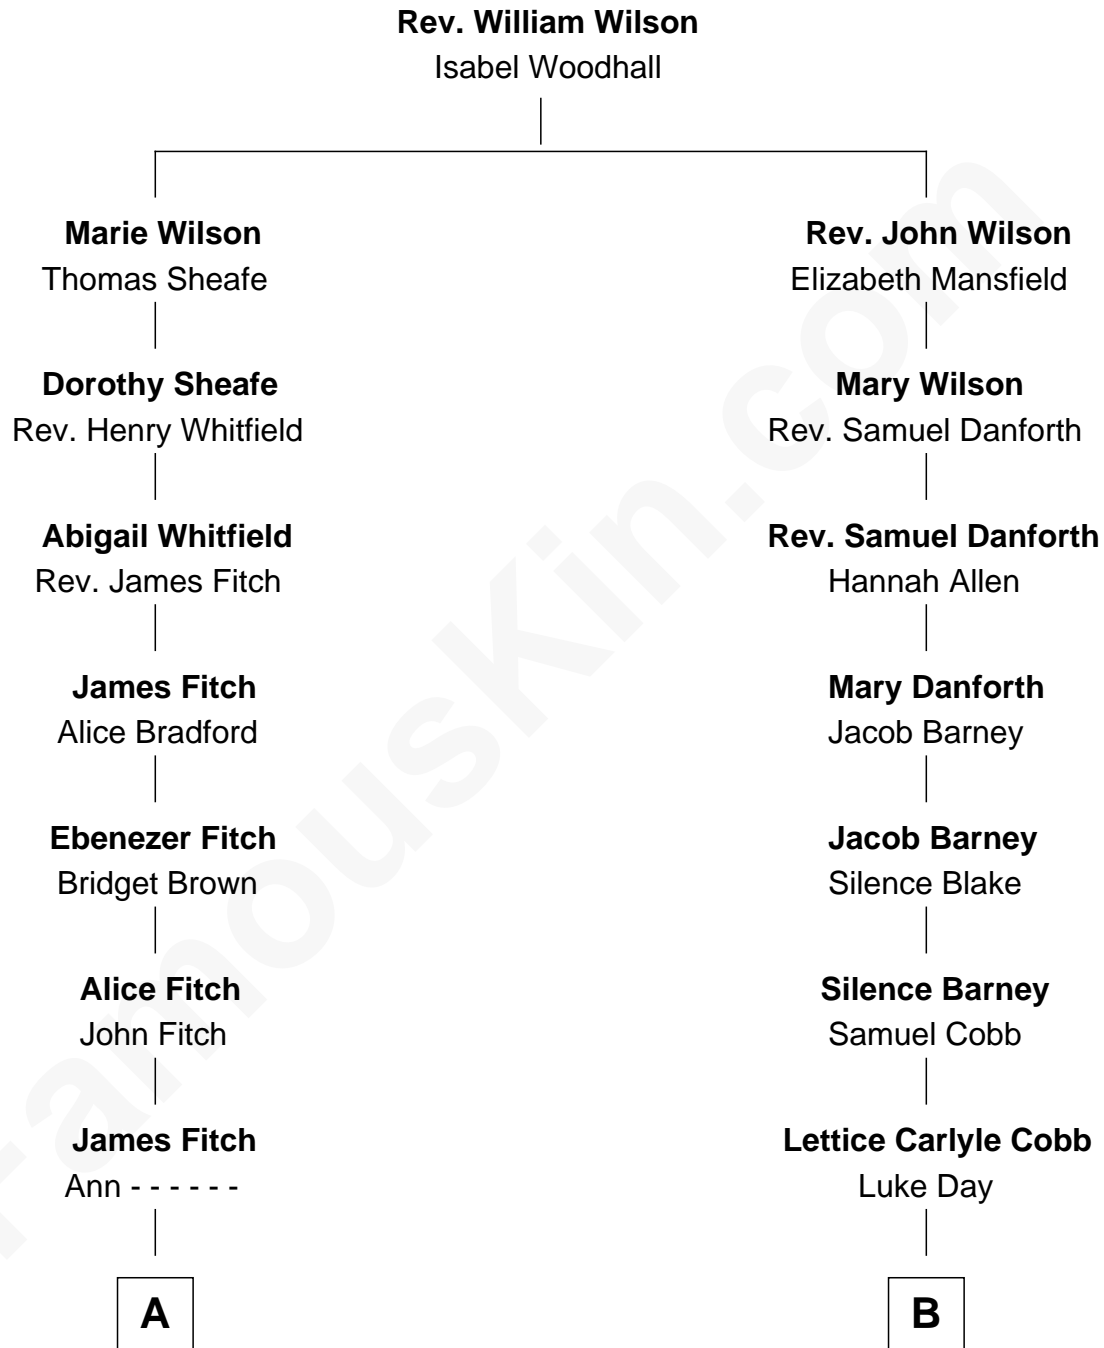 Rev. William Wilson
Isabel Woodhall
Marie Wilson
Thomas Sheafe
Dorothy Sheafe
Rev. Henry Whitfield
Abigail Whitfield
Rev. James Fitch
James Fitch
Alice Bradford
Ebenezer Fitch
Bridget Brown
Alice Fitch
John Fitch
James Fitch
Ann - - - - - -
A
Rev. John Wilson
Elizabeth Mansfield
Mary Wilson
Rev. Samuel Danforth
Rev. Samuel Danforth
Hannah Allen
Mary Danforth
Jacob Barney
Jacob Barney
Silence Blake
Silence Barney
Samuel Cobb
Lettice Carlyle Cobb
Luke Day
B
FamousKin.com